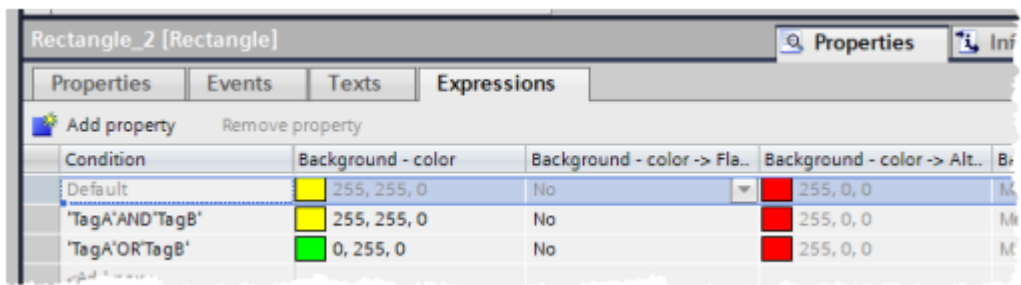 Rectangle_2 [Rectangle] Properties Inf
Properties Events Texts Expressions
Add property Remove property
Condition Background - color Background - color -> Fla... Background - color -> Alt...
Default 255, 255, 0 No 255, 0, 0
'TagA'AND'TagB' 255, 255, 0 No 255, 0, 0
'TagA'OR'TagB' 0, 255, 0 No 255, 0, 0